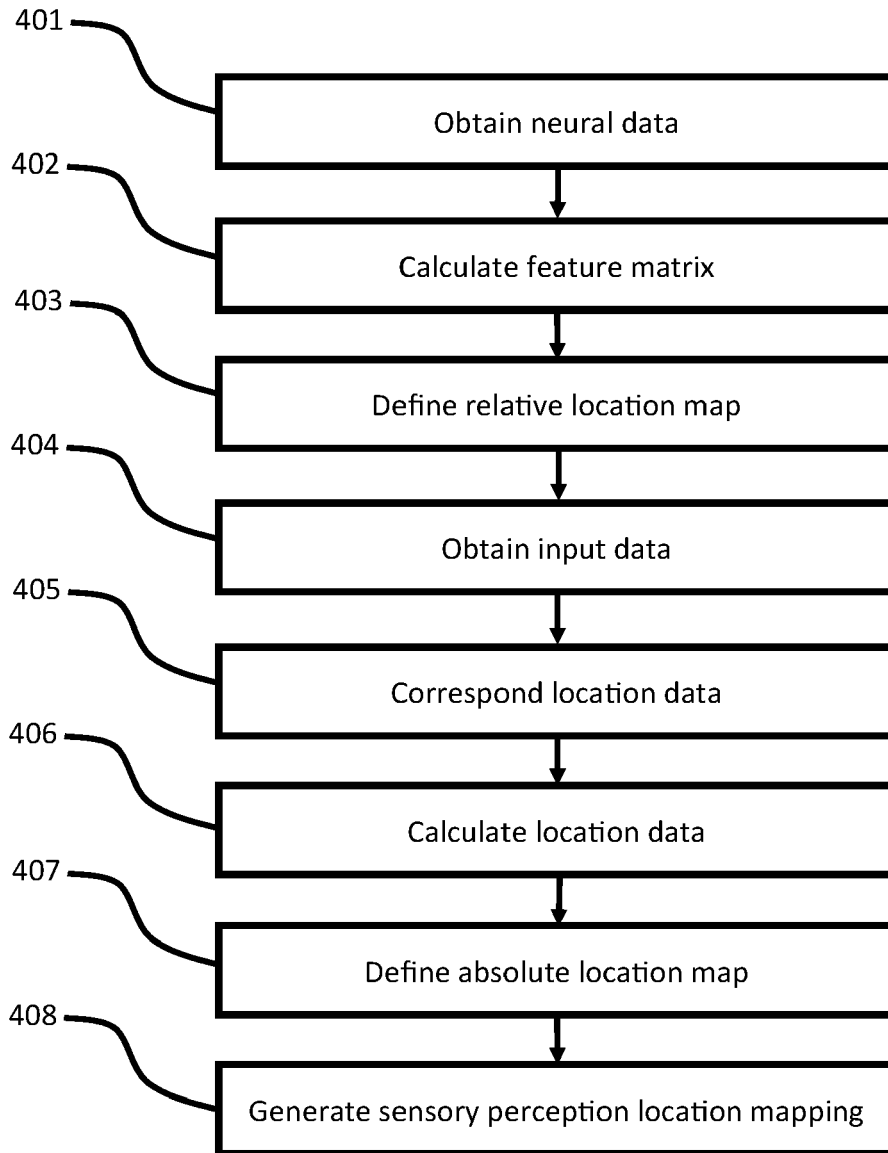 401
Obtain neural data
402
Calculate feature matrix
403
Define relative location map
404
Obtain input data
405
Correspond location data
406
Calculate location data
407
Define absolute location map
408
Generate sensory perception location mapping